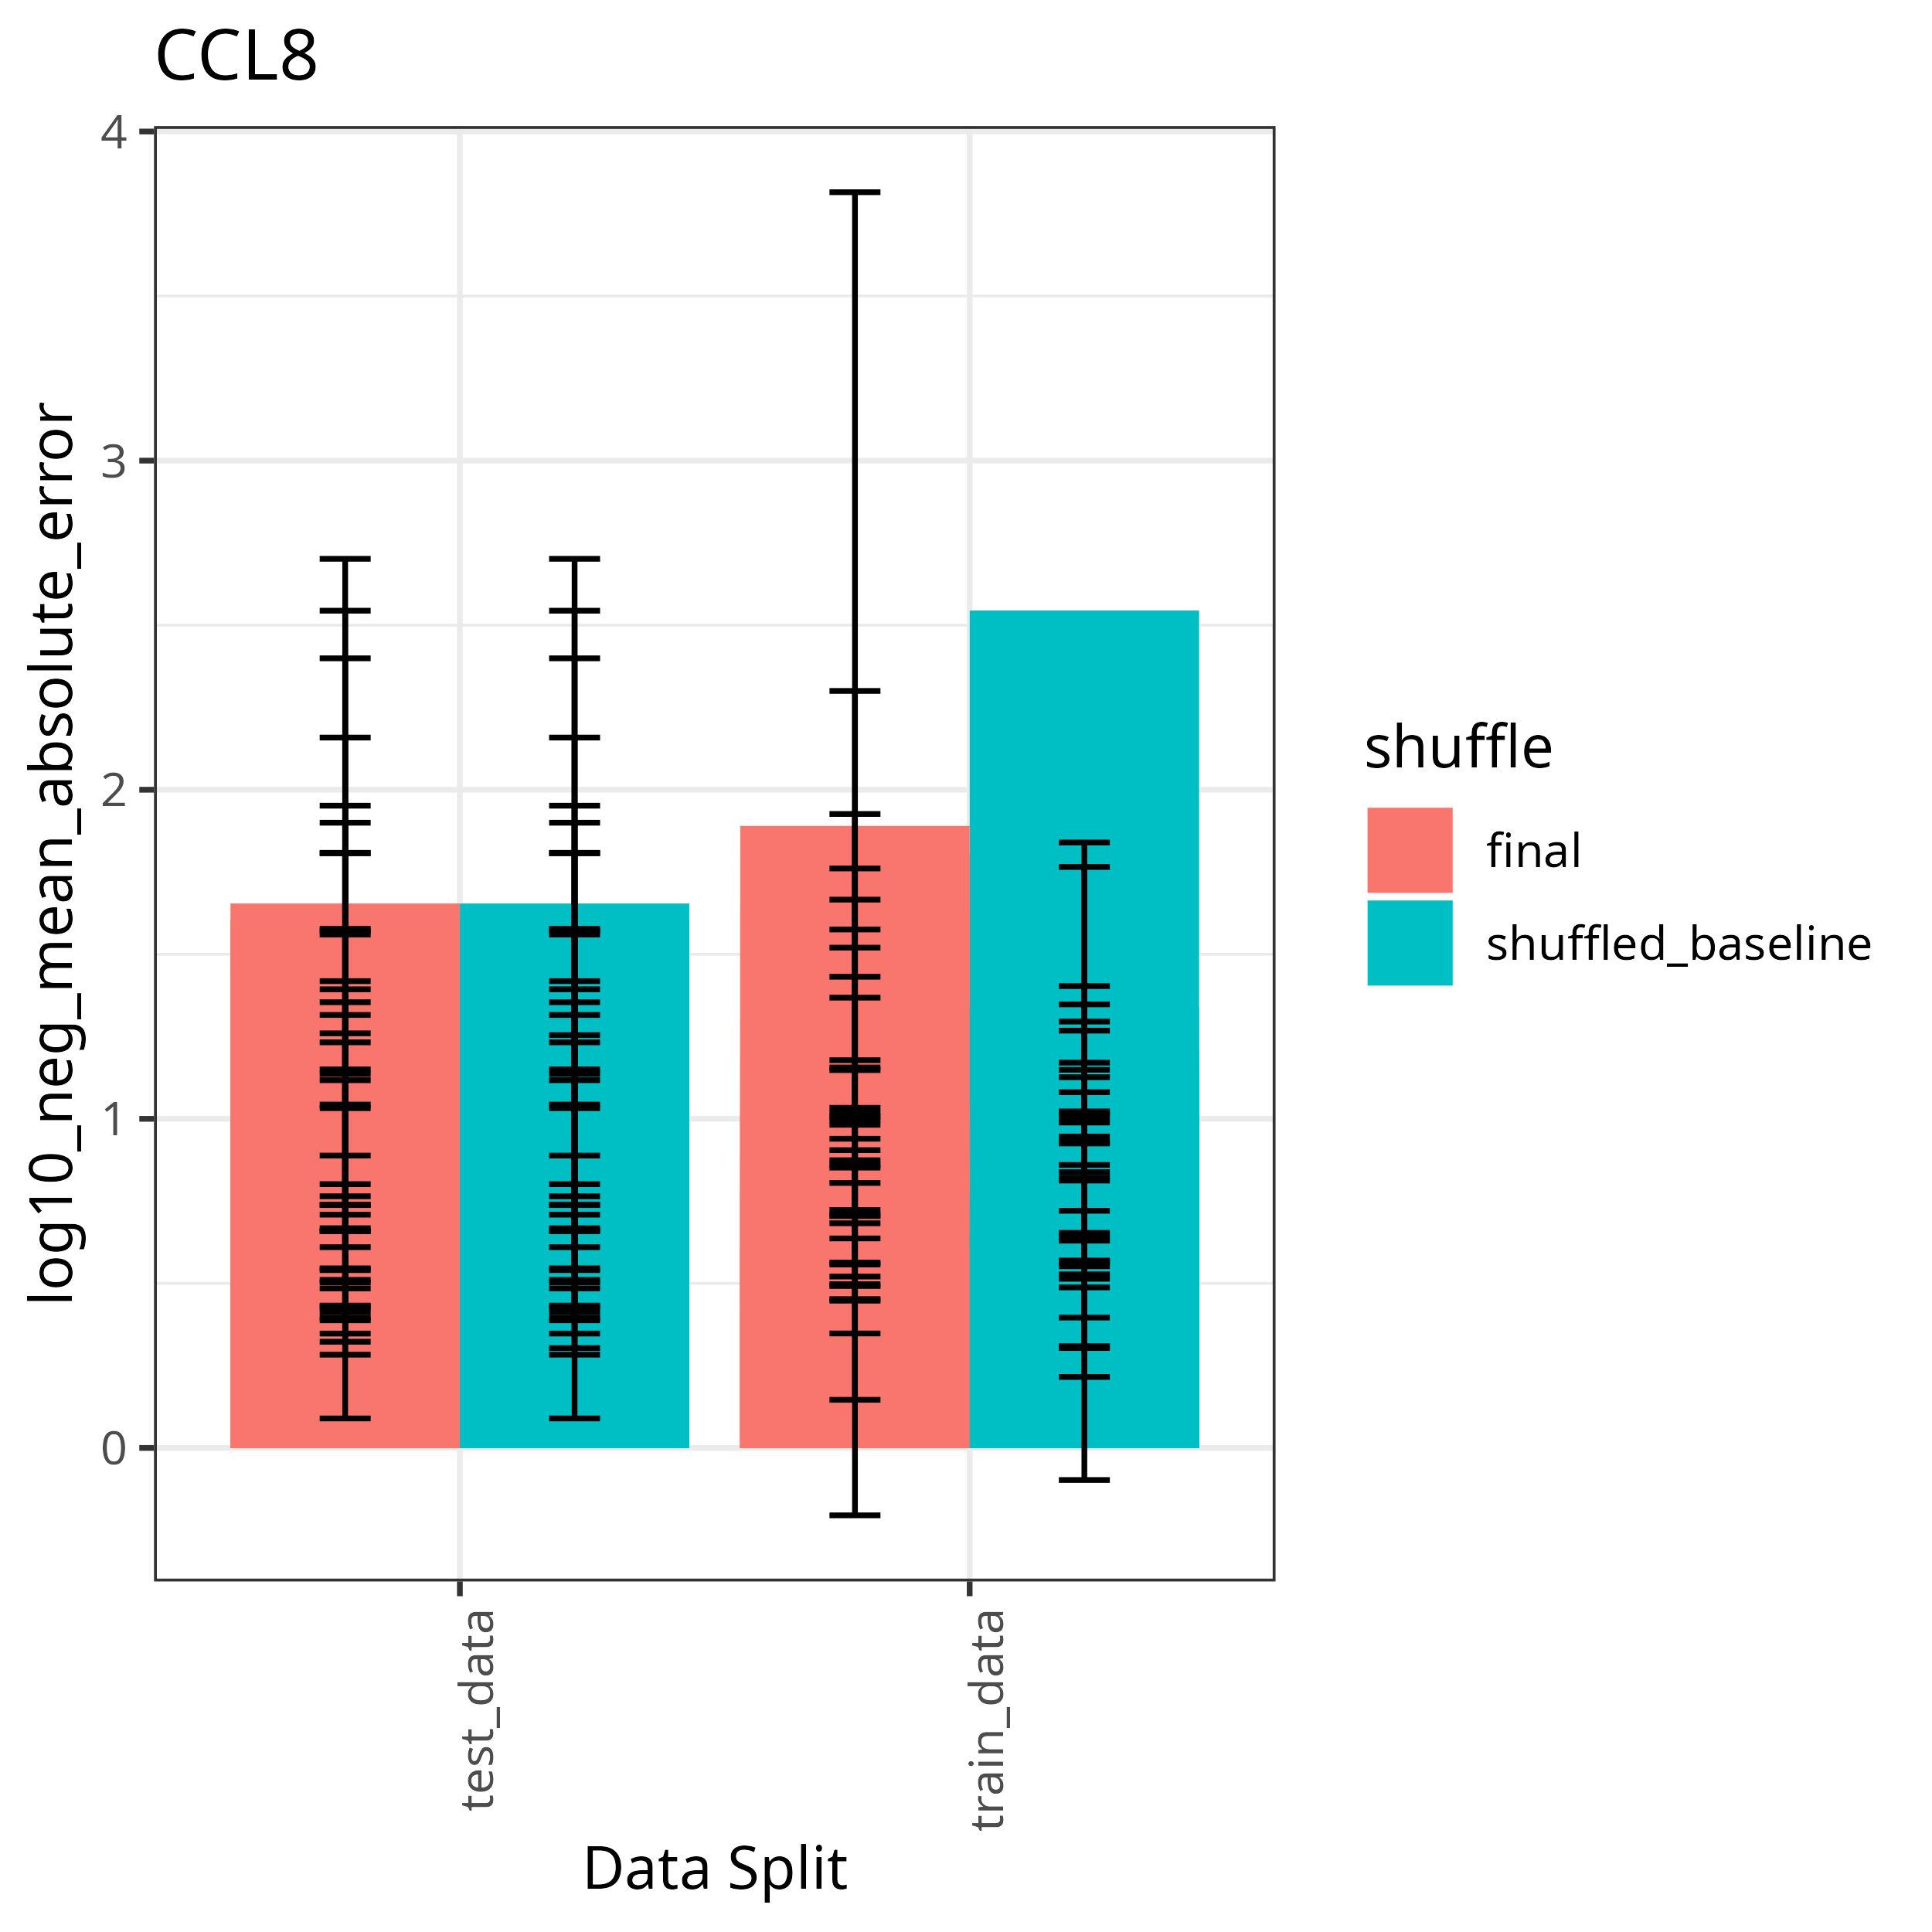 CCL8
log10_neg_mean_absolute_error
4
3
2
1
0
test_data
train_data
Data Split
shuffle
final
shuffled_baseline